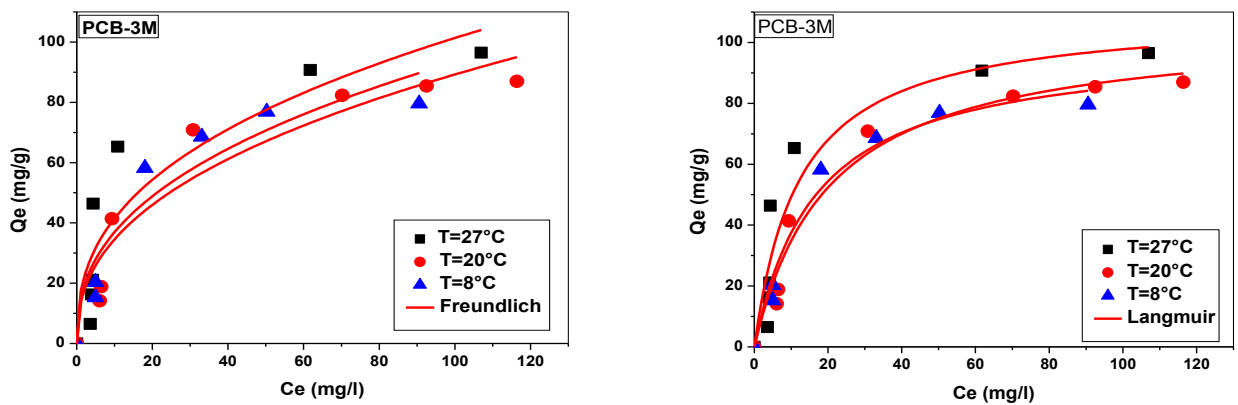 PCB-3M
100
80
60
40
20
0
Qe (mg/g)
T=27°C
T=20°C
T=8°C
Freundlich
0 20 40 60 80 100 120
Ce (mg/l)
PCB-3M
100
80
60
40
20
0
Qe (mg/g)
T=27°C
T=20°C
T=8°C
Langmuir
0 20 40 60 80 100 120
Ce (mg/l)